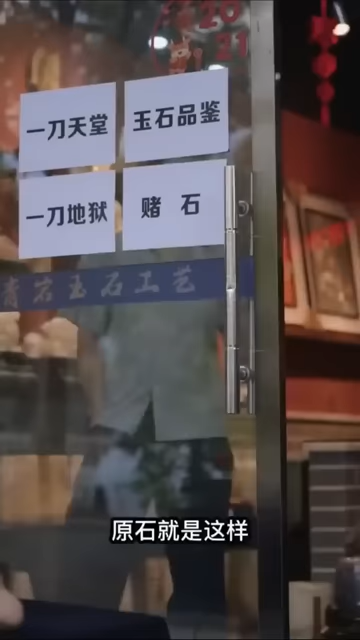 2021
一刀天堂
玉石品鉴
一刀地狱
赌 石
青岩玉石工艺
原石就是这样